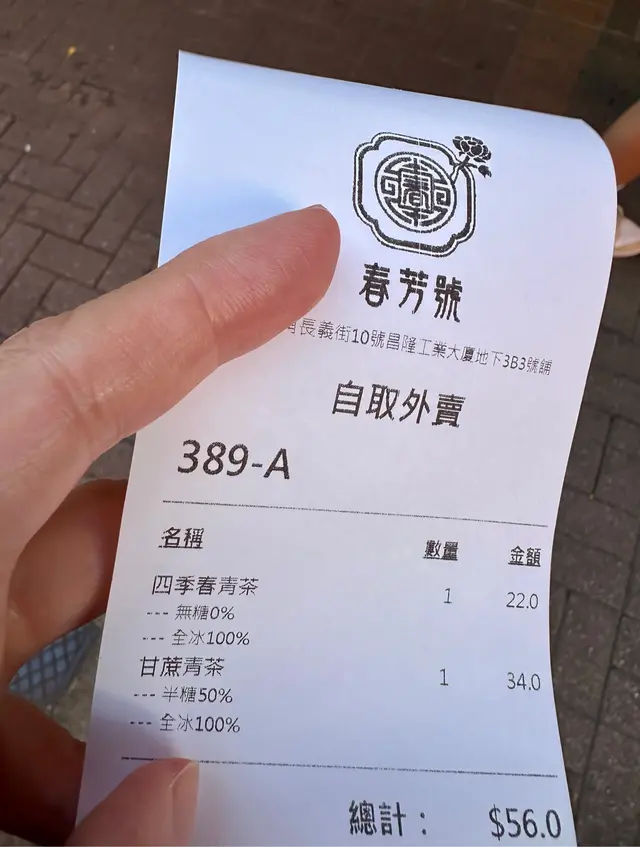 春芳號
長義街10號昌隆工業大廈地下3B3號舖
自取外賣
389-A
名稱 數量 金額
四季春青茶 1 22.0
--- 無糖0%
--- 全冰100%
甘蔗青茶 1 34.0
--- 半糖50%
--- 全冰100%
總計： $56.0